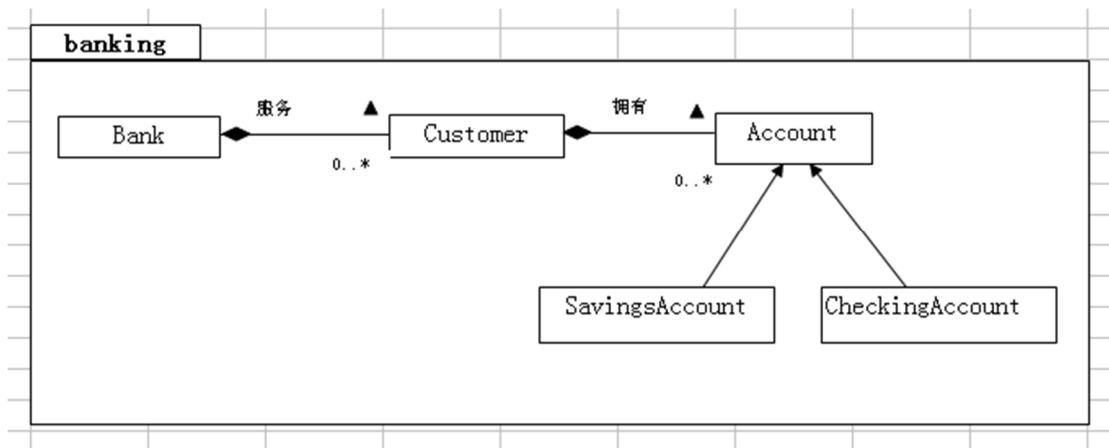 banking
服务
拥有
Bank
Customer
Account
0..*
0..*
SavingsAccount
CheckingAccount